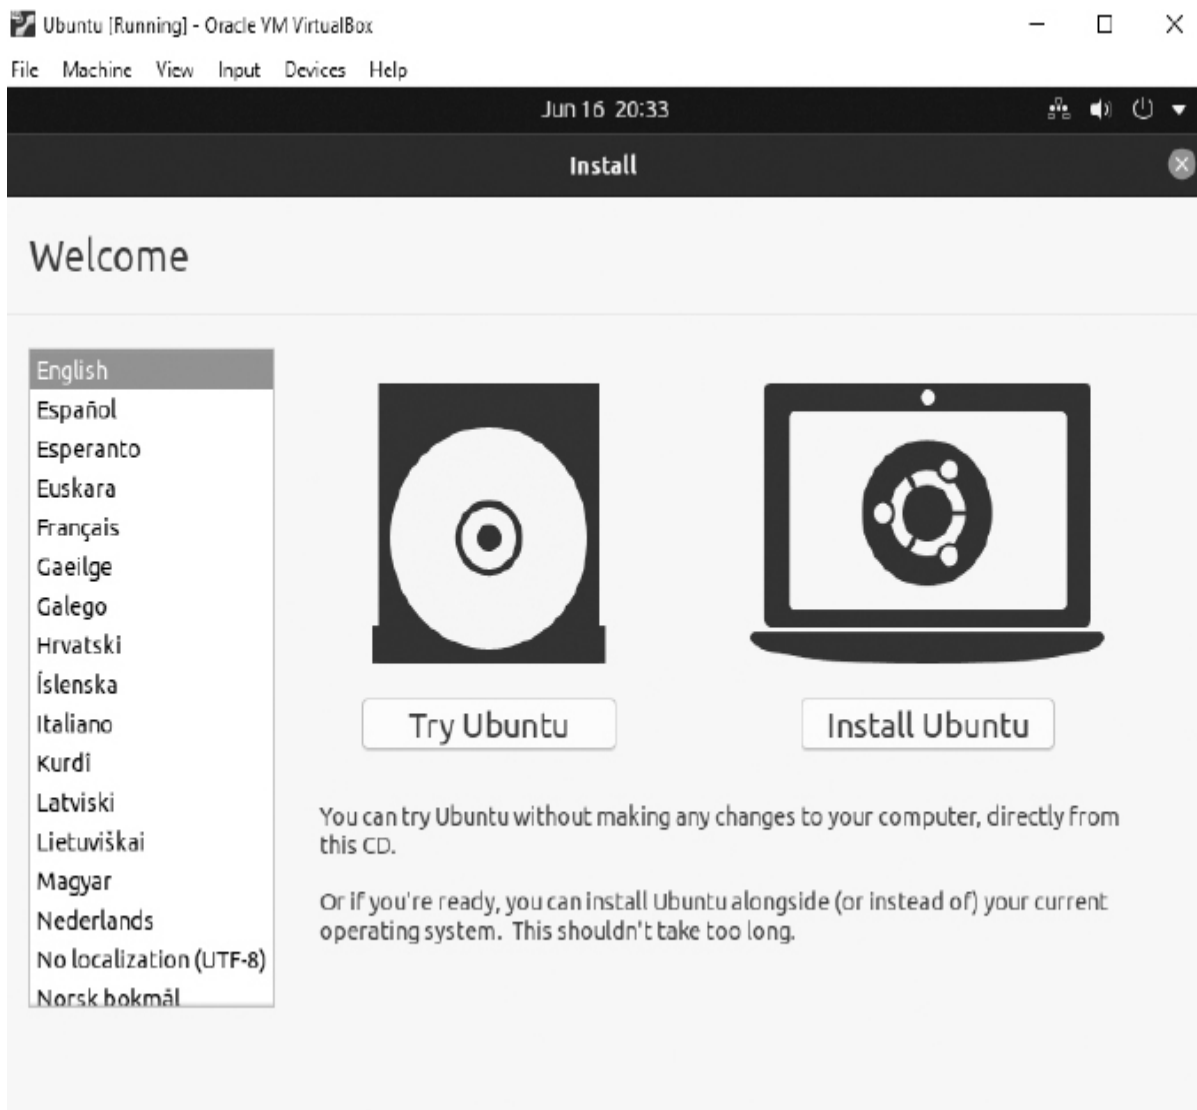 Ubuntu [Running] - Oracle VM VirtualBox
File Machine View Input Devices Help
Jun 16 20:33
Install
Welcome
English
Español
Esperanto
Euskara
Français
Gaeilge
Galego
Hrvatski
Íslenska
Italiano
Kurdî
Latviski
Lietuviškai
Magyar
Nederlands
No localization (UTF-8)
Norsk bokmål
Try Ubuntu
Install Ubuntu
You can try Ubuntu without making any changes to your computer, directly from
this CD.
Or if you're ready, you can install Ubuntu alongside (or instead of) your current
operating system. This shouldn't take too long.